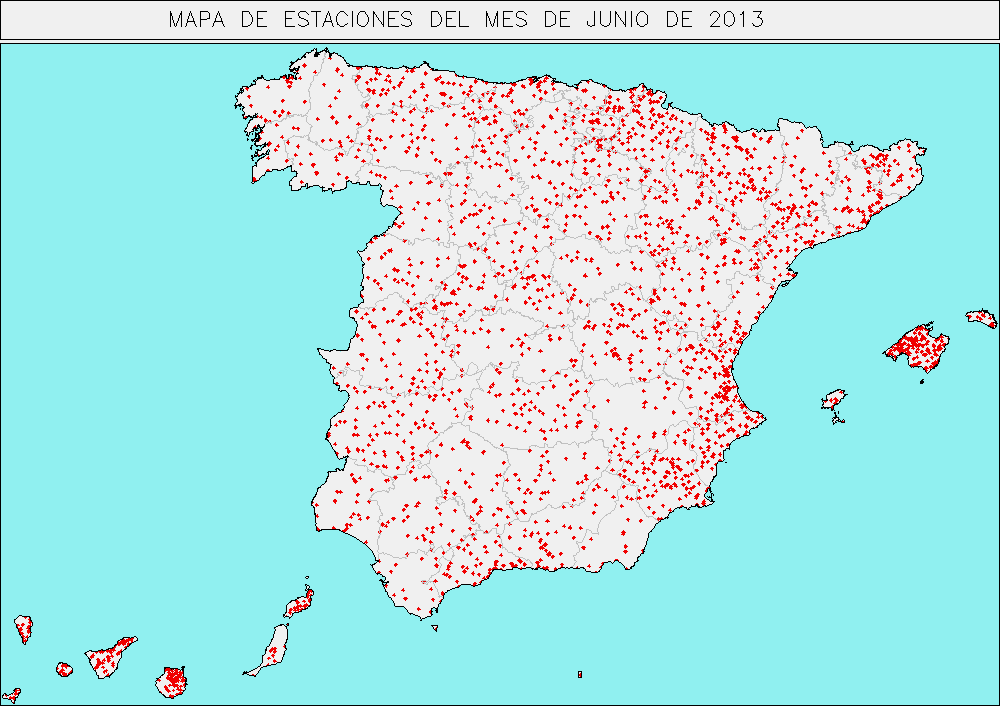 MAPA DE ESTACIONES DEL MES DE JUNIO DE 2013